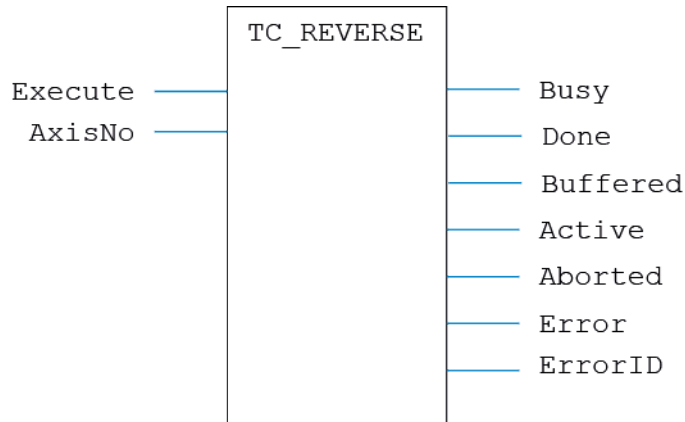 TC_REVERSE
Execute
AxisNo
Busy
Done
Buffered
Active
Aborted
Error
ErrorID